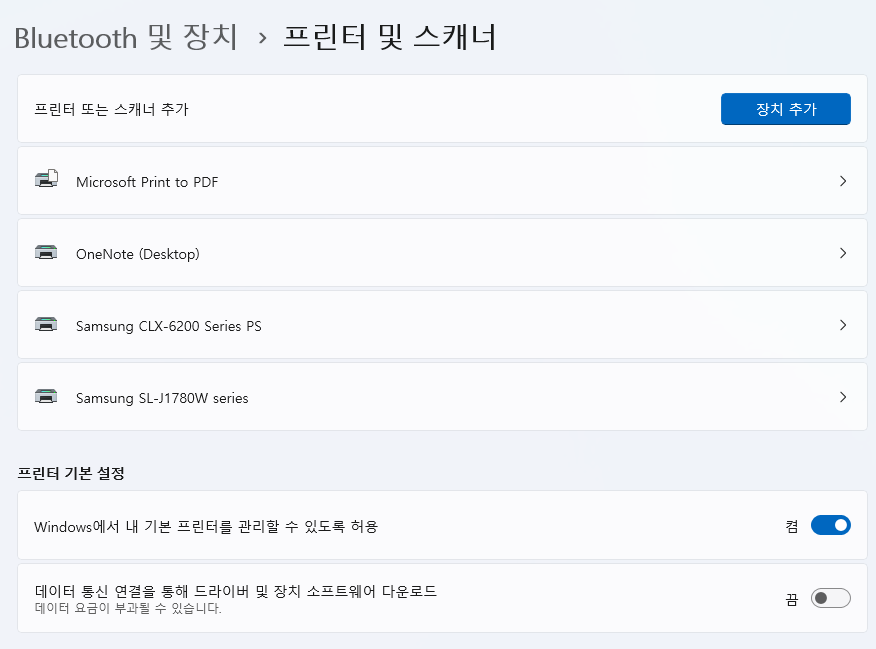 Bluetooth 및 장치 › 프린터 및 스캐너
프린터 또는 스캐너 추가 장치 추가
Microsoft Print to PDF
OneNote (Desktop)
Samsung CLX-6200 Series PS
Samsung SL-J1780W series
프린터 기본 설정
Windows에서 내 기본 프린터를 관리할 수 있도록 허용 켬
데이터 통신 연결을 통해 드라이버 및 장치 소프트웨어 다운로드 끔
데이터 요금이 부과될 수 있습니다.